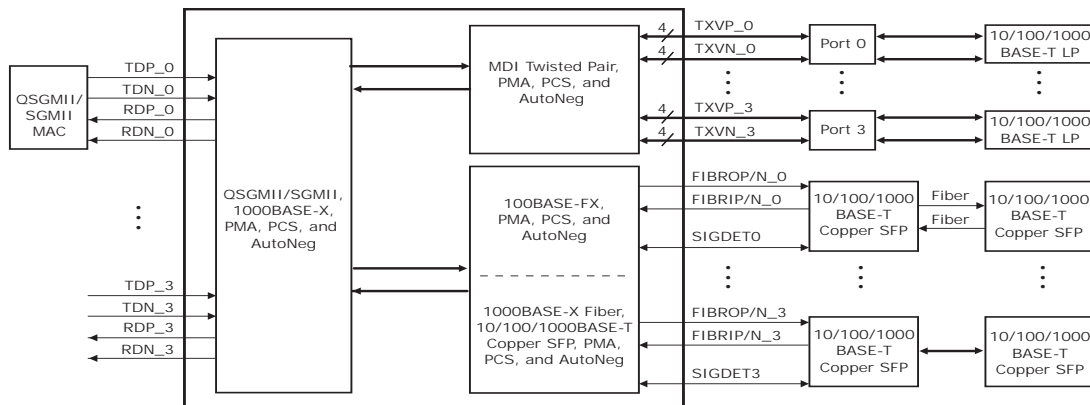 QSGMII/
SGMII
MAC
TDP_0
TDN_0
RDP_0
RDN_0
TDP_3
TDN_3
RDP_3
RDN_3
QSGMII/SGMII,
1000BASE-X,
PMA, PCS, and
AutoNeg
MDI Twisted Pair,
PMA, PCS, and
AutoNeg
100BASE-FX,
PMA, PCS, and
AutoNeg
1000BASE-X Fiber,
10/100/1000BASE-T
Copper SFP, PMA,
PCS, and AutoNeg
4 TXVP_0
4 TXVN_0
4 TXVP_3
4 TXVN_3
FIBROP/N_0
FIBRIP/N_0
SIGDET0
FIBROP/N_3
FIBRIP/N_3
SIGDET3
Port 0
Port 3
10/100/1000
BASE-T LP
10/100/1000
BASE-T LP
10/100/1000
BASE-T
Copper SFP
Fiber
Fiber
10/100/1000
BASE-T
Copper SFP
10/100/1000
BASE-T
Copper SFP
10/100/1000
BASE-T
Copper SFP